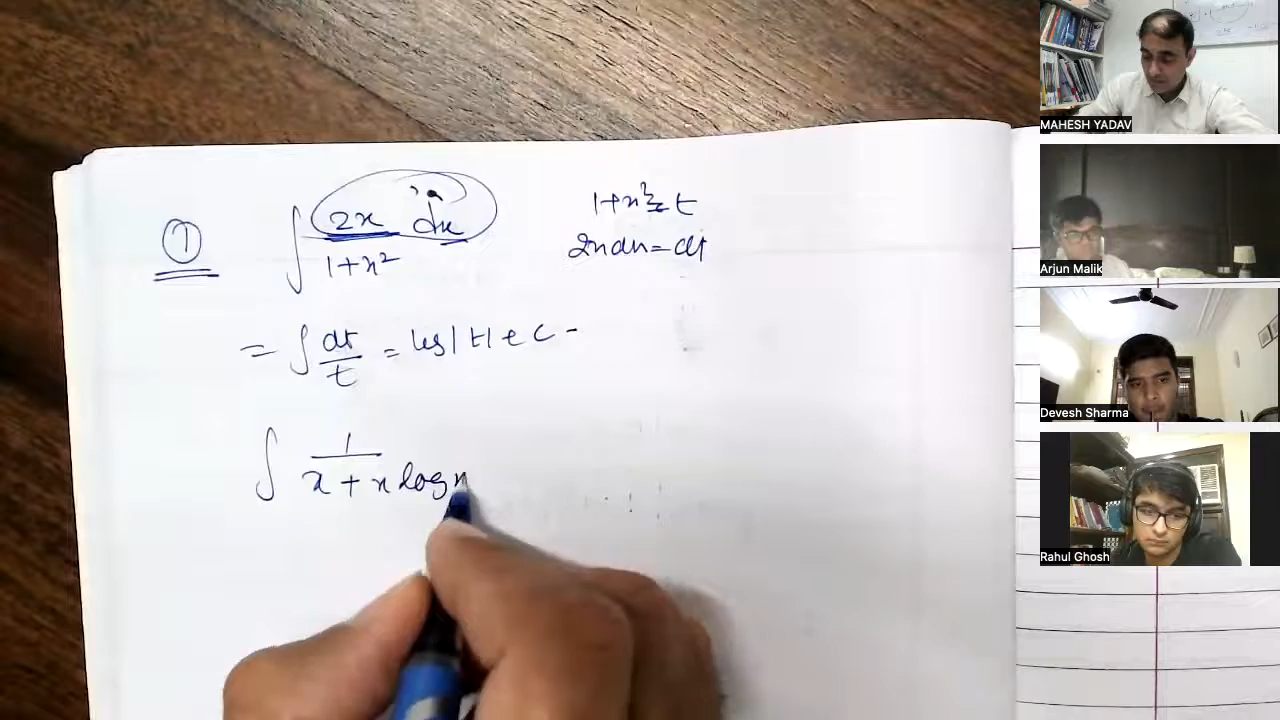 ① ∫ 2x dx / 1+x²
1+x² = t
2x dx = dt
= ∫ dt/t = log|t| + c -
∫ 1 / x + x log x
MAHESH YADAV
Arjun Malik
Devesh Sharma
Rahul Ghosh